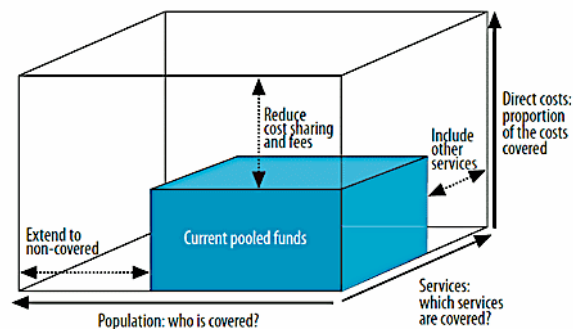 Reduce
cost sharing
and fees
Include
other
services
Direct costs:
proportion
of the costs
covered
Extend to
non-covered
Current pooled funds
Services:
which services
are covered?
Population: who is covered?